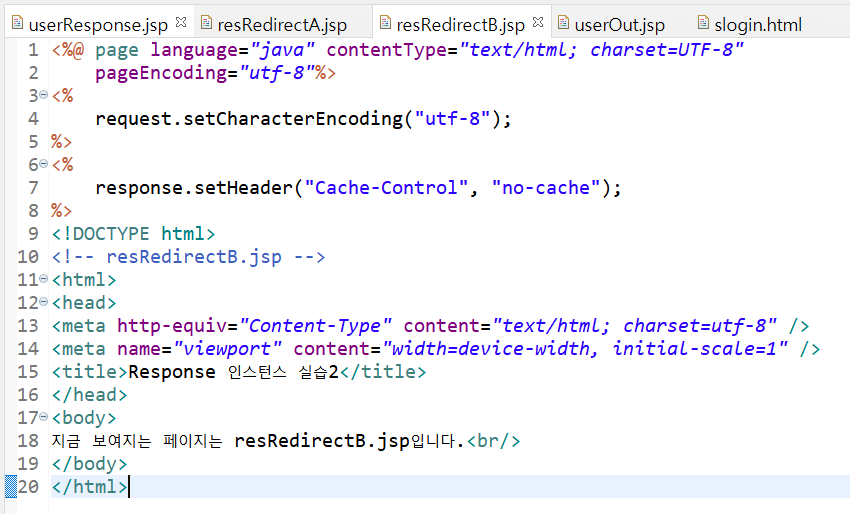 userResponse.jsp resRedirectA.jsp resRedirectB.jsp userOut.jsp slogin.html
1 <%@ page language="java" contentType="text/html; charset=UTF-8"
2     pageEncoding="utf-8"%>
3 <%
4     request.setCharacterEncoding("utf-8");
5 %>
6 <%
7     response.setHeader("Cache-Control", "no-cache");
8 %>
9 <!DOCTYPE html>
10 <!-- resRedirectB.jsp -->
11 <html>
12 <head>
13 <meta http-equiv="Content-Type" content="text/html; charset=utf-8" />
14 <meta name="viewport" content="width=device-width, initial-scale=1" />
15 <title>Response 인스턴스 실습2</title>
16 </head>
17 <body>
18 지금 보여지는 페이지는 resRedirectB.jsp입니다.<br/>
19 </body>
20 </html>